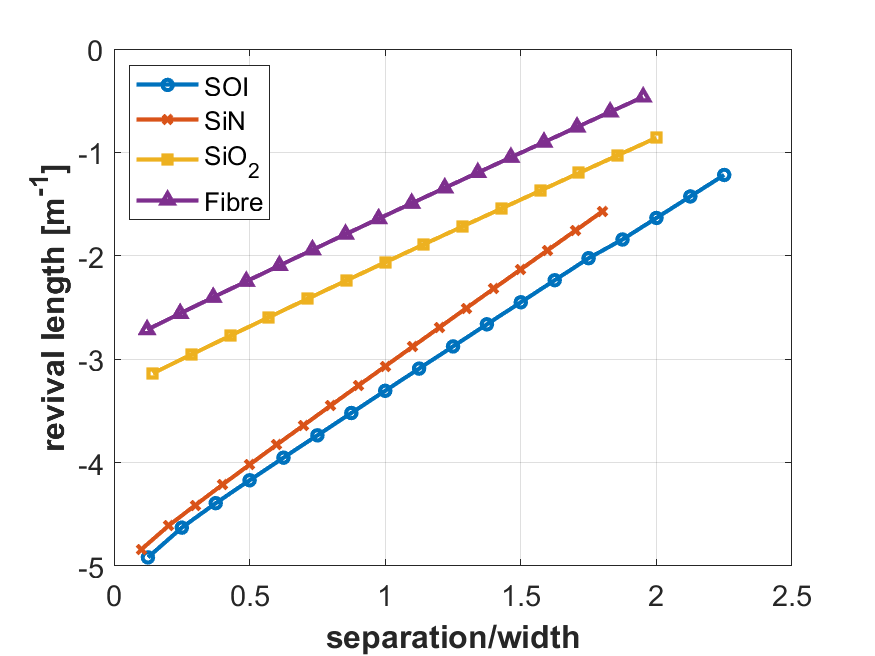 0
-1
-2
-3
-4
-5
revival length [m⁻¹]
SOI
SiN
SiO₂
Fibre
0 0.5 1 1.5 2 2.5
separation/width